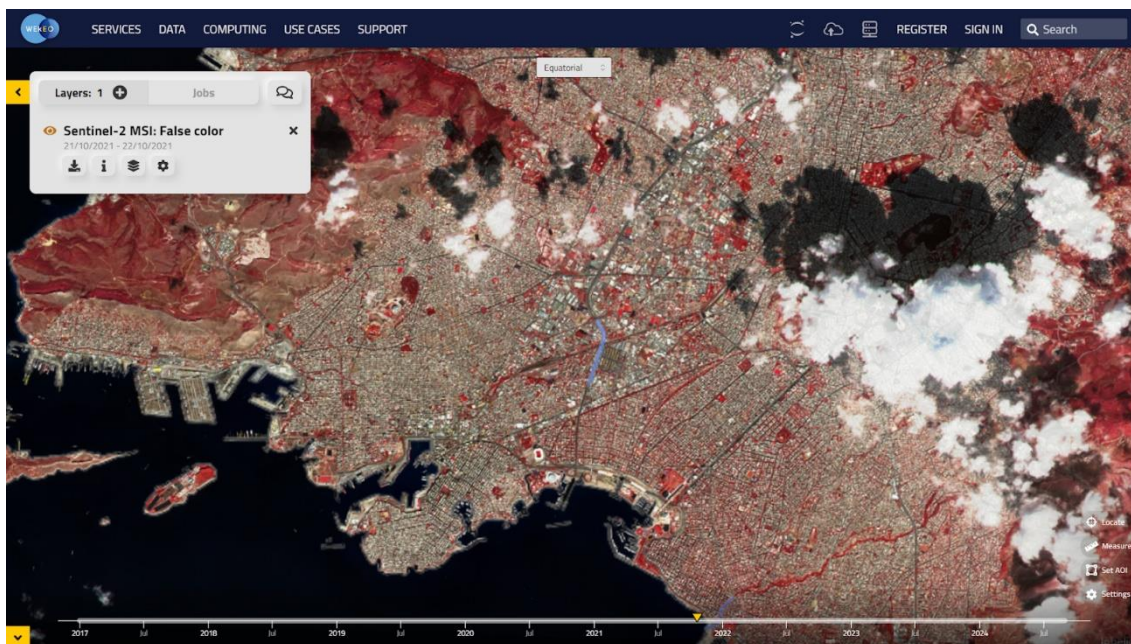 WEkEO SERVICES DATA COMPUTING USE CASES SUPPORT REGISTER SIGN IN Search
Equatorial
Layers: 1 Jobs
Sentinel-2 MSI: False color
21/10/2021 - 22/10/2021
Locate
Measure
Set AOI
Settings
2017 Jul 2018 Jul 2019 Jul 2020 Jul 2021 Jul 2022 Jul 2023 Jul 2024 Jul